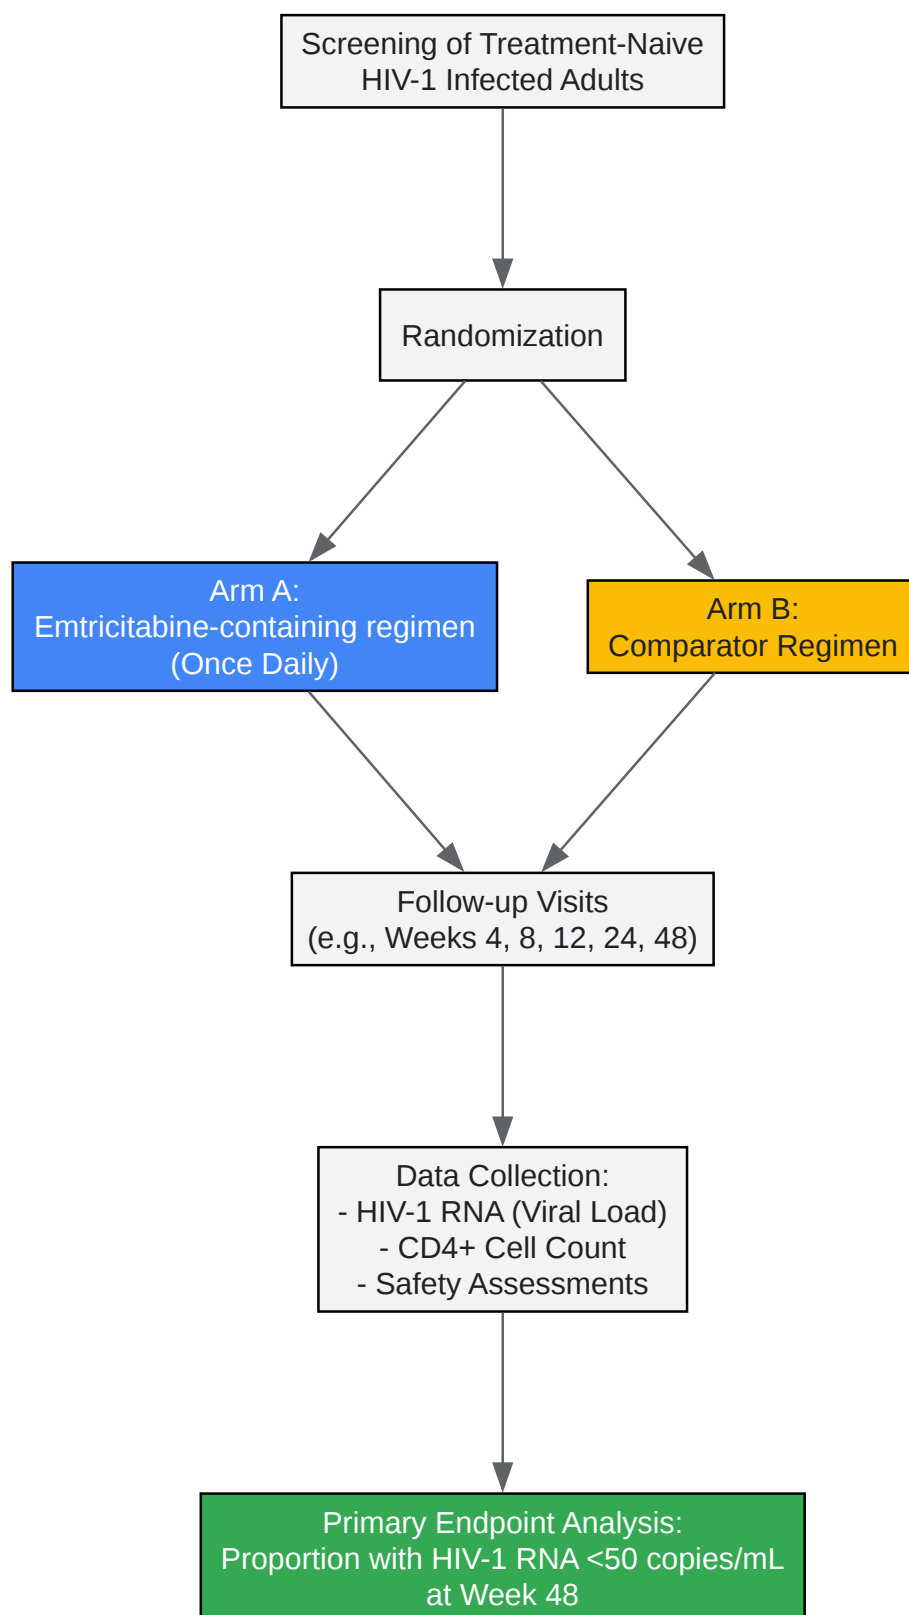 Screening of Treatment-Naive
HIV-1 Infected Adults
Randomization
Arm A:
Emtricitabine-containing regimen
(Once Daily)
Arm B:
Comparator Regimen
Follow-up Visits
(e.g., Weeks 4, 8, 12, 24, 48)
Data Collection:
- HIV-1 RNA (Viral Load)
- CD4+ Cell Count
- Safety Assessments
Primary Endpoint Analysis:
Proportion with HIV-1 RNA <50 copies/mL
at Week 48